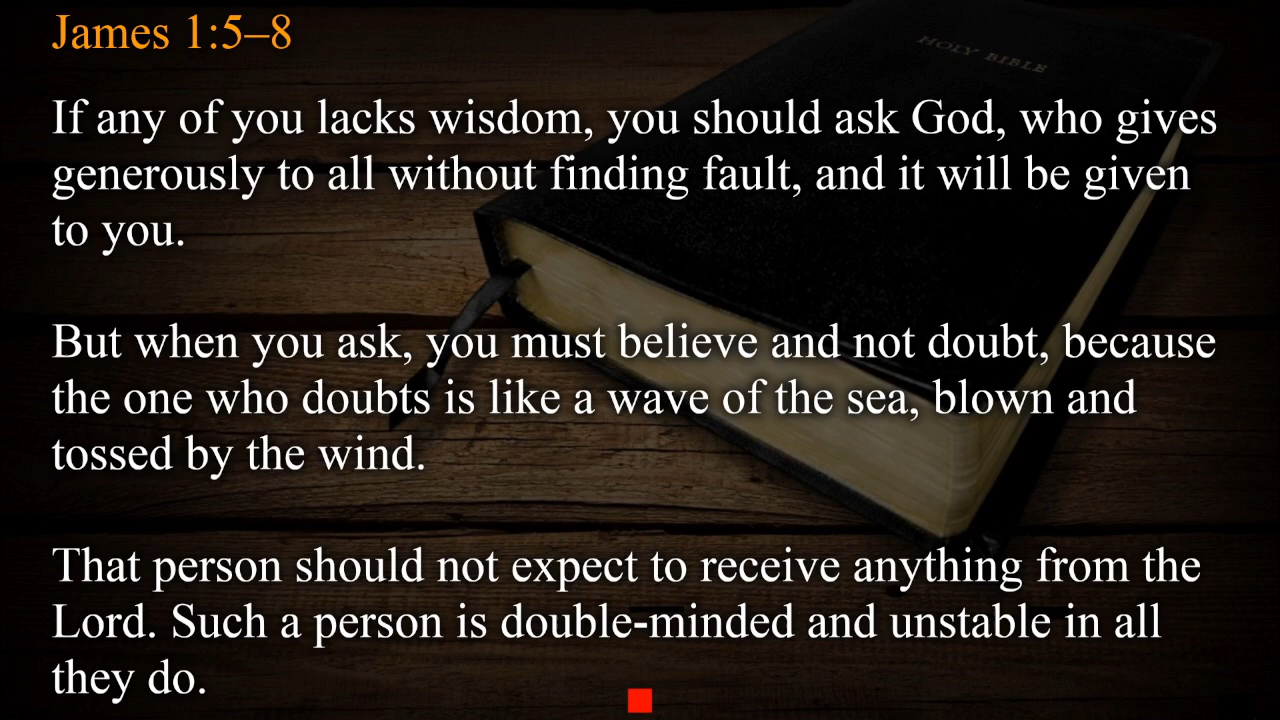 James 1:5–8
HOLY BIBLE
If any of you lacks wisdom, you should ask God, who gives
generously to all without finding fault, and it will be given
to you.
But when you ask, you must believe and not doubt, because
the one who doubts is like a wave of the sea, blown and
tossed by the wind.
That person should not expect to receive anything from the
Lord. Such a person is double-minded and unstable in all
they do.